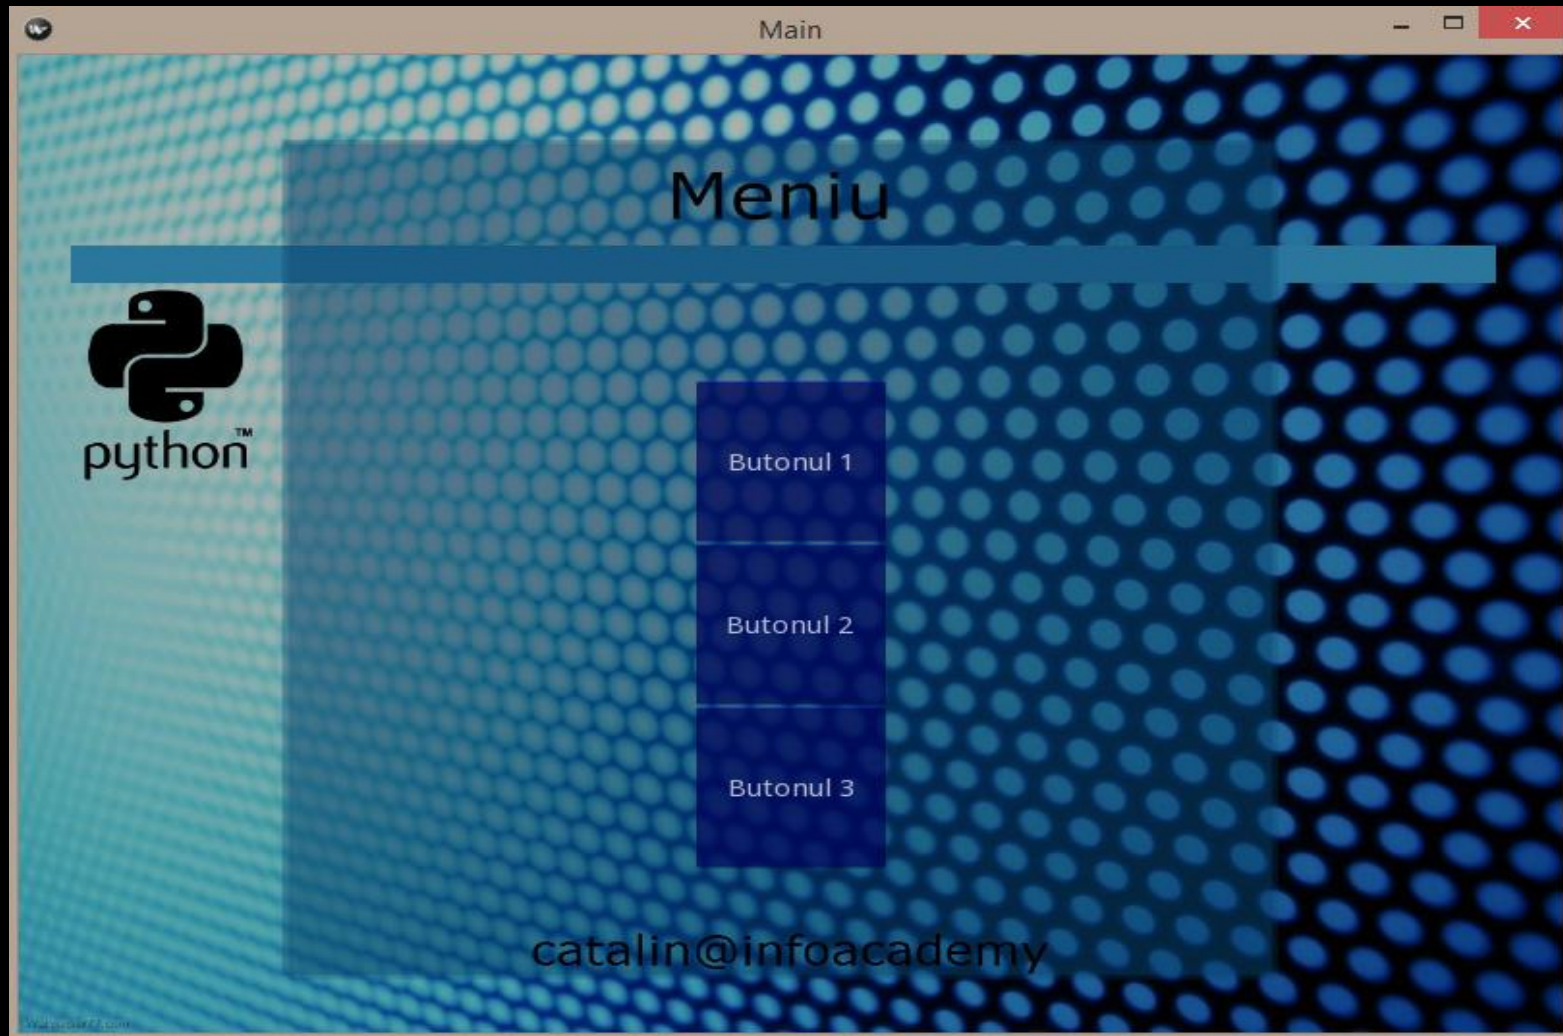 Main
Meniu
python™
Butonul 1
Butonul 2
Butonul 3
catalin@infoacademy